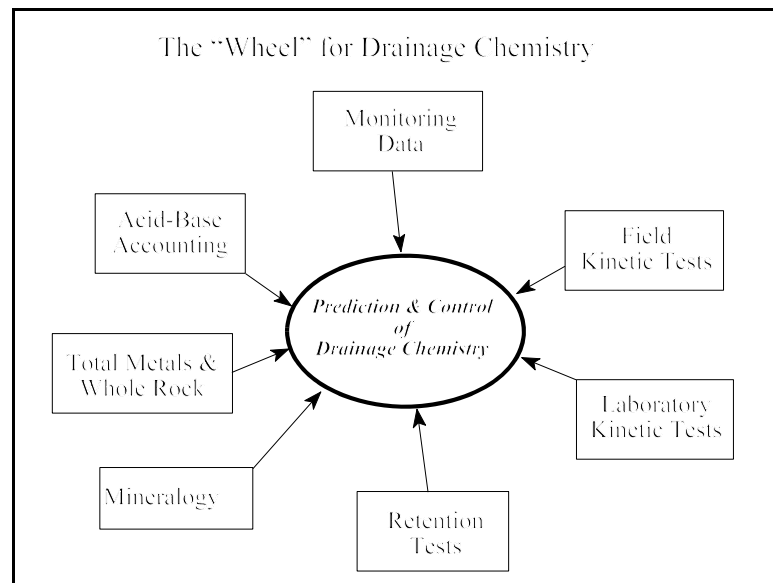 The “Wheel” for Drainage Chemistry
Monitoring
Data
Acid-Base
Accounting
Field
Kinetic Tests
Prediction & Control
of
Drainage Chemistry
Total Metals &
Whole Rock
Laboratory
Kinetic Tests
Mineralogy
Retention
Tests